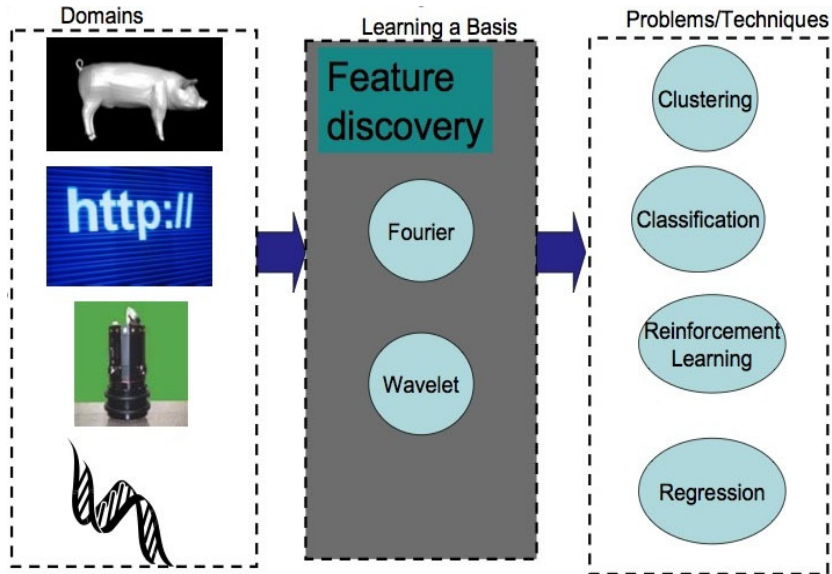 Domains
http://
Learning a Basis
Feature
discovery
Fourier
Wavelet
Problems/Techniques
Clustering
Classification
Reinforcement
Learning
Regression